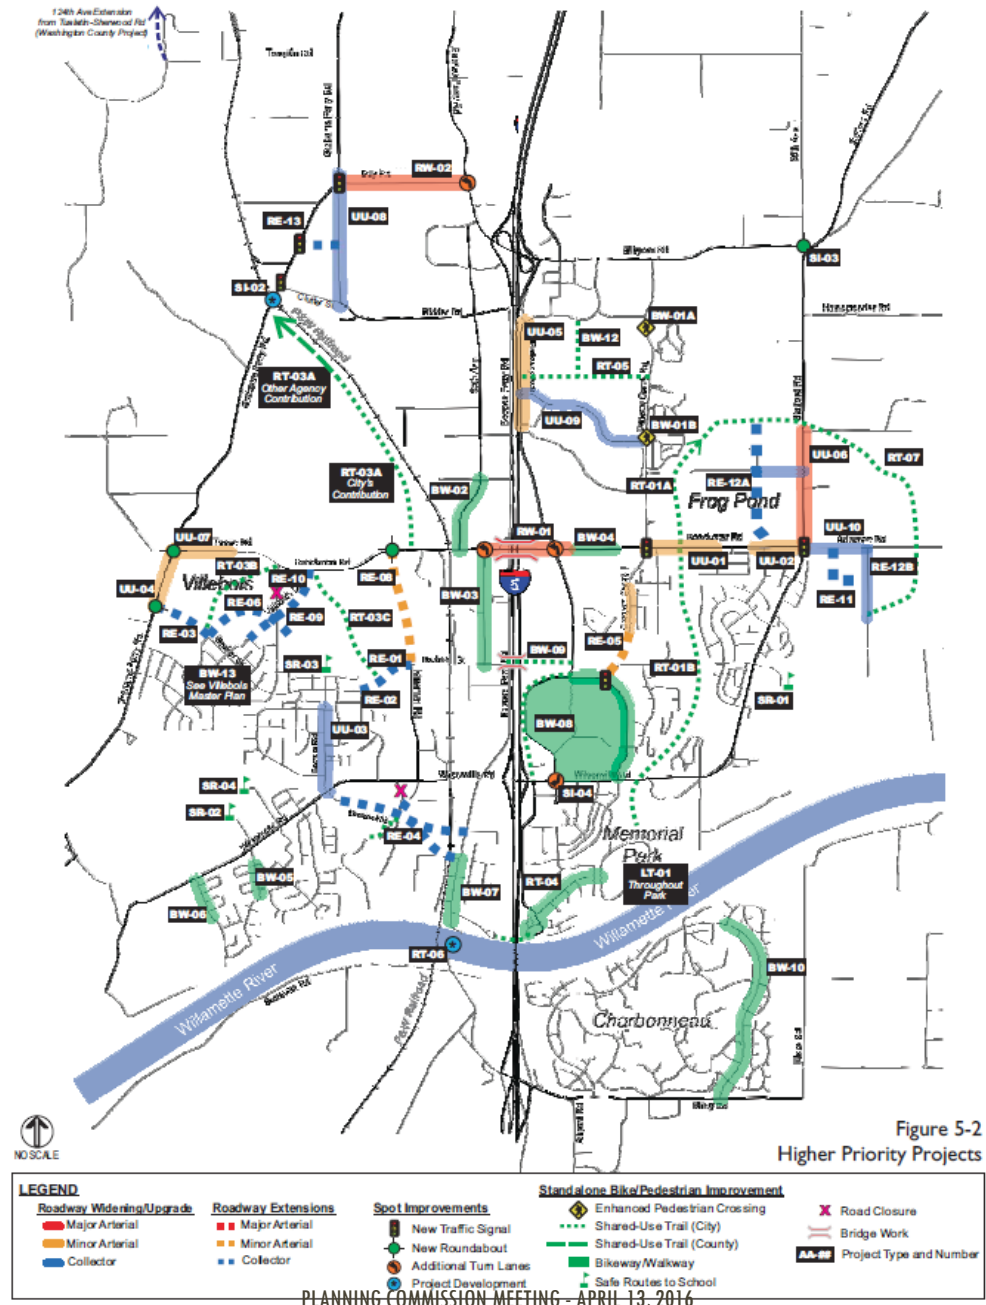 124th Ave Extension
from Tualatin-Sherwood Rd
(Washington County Project)
RW-02
RE-13
UU-08
SI-02
SI-03
BW-01A
UU-05
BW-12
RT-05
RT-03A
Other Agency
Contribution
UU-09
BW-01B
UU-06
RT-07
RT-03A
City's
Contribution
BW-02
RT-01A
RE-12A
Frog Pond
UU-07
RW-01
BW-04
UU-10
UU-01
UU-02
RT-03B
RE-08
Villebois
RE-10
RE-12B
UU-04
5
BW-03
RE-06
RE-11
RE-09
RT-03C
RE-03
RE-05
BW-09
SR-03
RE-01
RT-01B
BW-13
See Villebois
Master Plan
RE-02
SR-01
BW-08
UU-03
Wilsonville Rd
SR-04
SI-04
SR-02
RE-04
Memorial
Park
BW-05
RT-04
LT-01
Throughout
Park
BW-07
BW-06
Willamette River
RT-06
BW-10
Willamette River
P&W Railroad
Charbonneau
NO SCALE
Figure 5-2
Higher Priority Projects
LEGEND
Roadway Widening/Upgrade
Major Arterial
Minor Arterial
Collector
Roadway Extensions
Major Arterial
Minor Arterial
Collector
Spot Improvements
New Traffic Signal
New Roundabout
Additional Turn Lanes
Project Development
Standalone Bike/Pedestrian Improvement
Enhanced Pedestrian Crossing
Shared-Use Trail (City)
Shared-Use Trail (County)
Bikeway/Walkway
Safe Routes to School
Road Closure
Bridge Work
AA-## Project Type and Number
PLANNING COMMISSION MEETING - APRIL 13, 2016